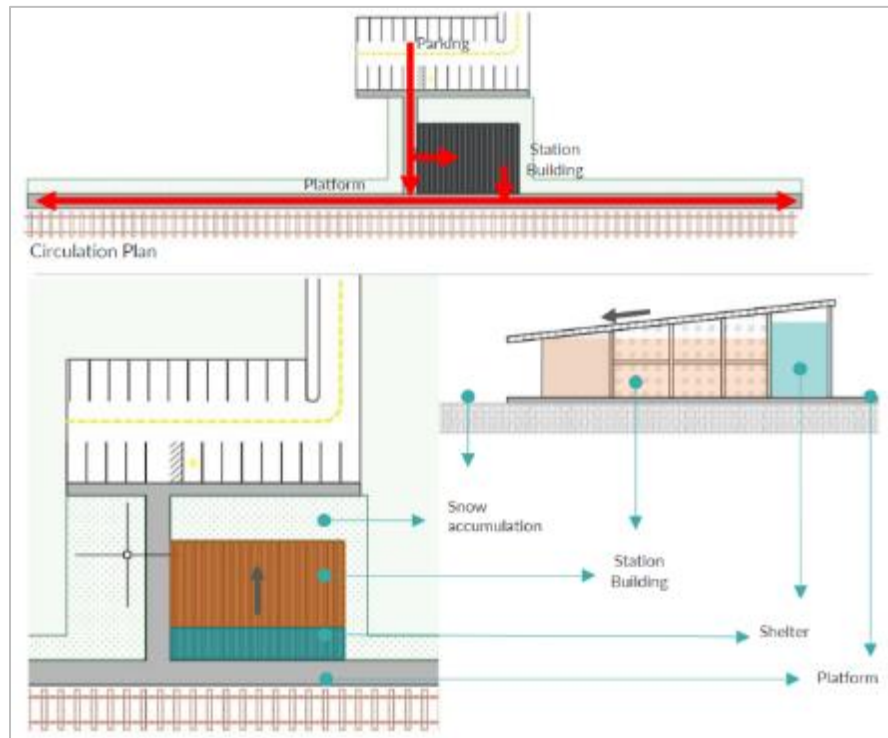 Parking
Station
Building
Platform
Circulation Plan
Snow
accumulation
Station
Building
Shelter
Platform